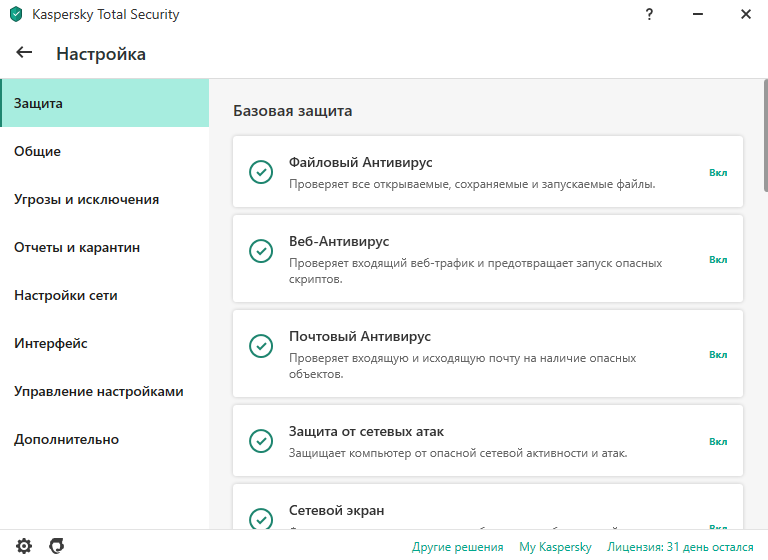 Kaspersky Total Security
?
Настройка
Защита
Общие
Угрозы и исключения
Отчеты и карантин
Настройки сети
Интерфейс
Управление настройками
Дополнительно
Базовая защита
Файловый Антивирус
Проверяет все открываемые, сохраняемые и запускаемые файлы.
Вкл
Веб-Антивирус
Проверяет входящий веб-трафик и предотвращает запуск опасных
скриптов.
Вкл
Почтовый Антивирус
Проверяет входящую и исходящую почту на наличие опасных
объектов.
Вкл
Защита от сетевых атак
Защищает компьютер от опасной сетевой активности и атак.
Вкл
Сетевой экран
Вкл
Другие решения My Kaspersky Лицензия: 31 день остался